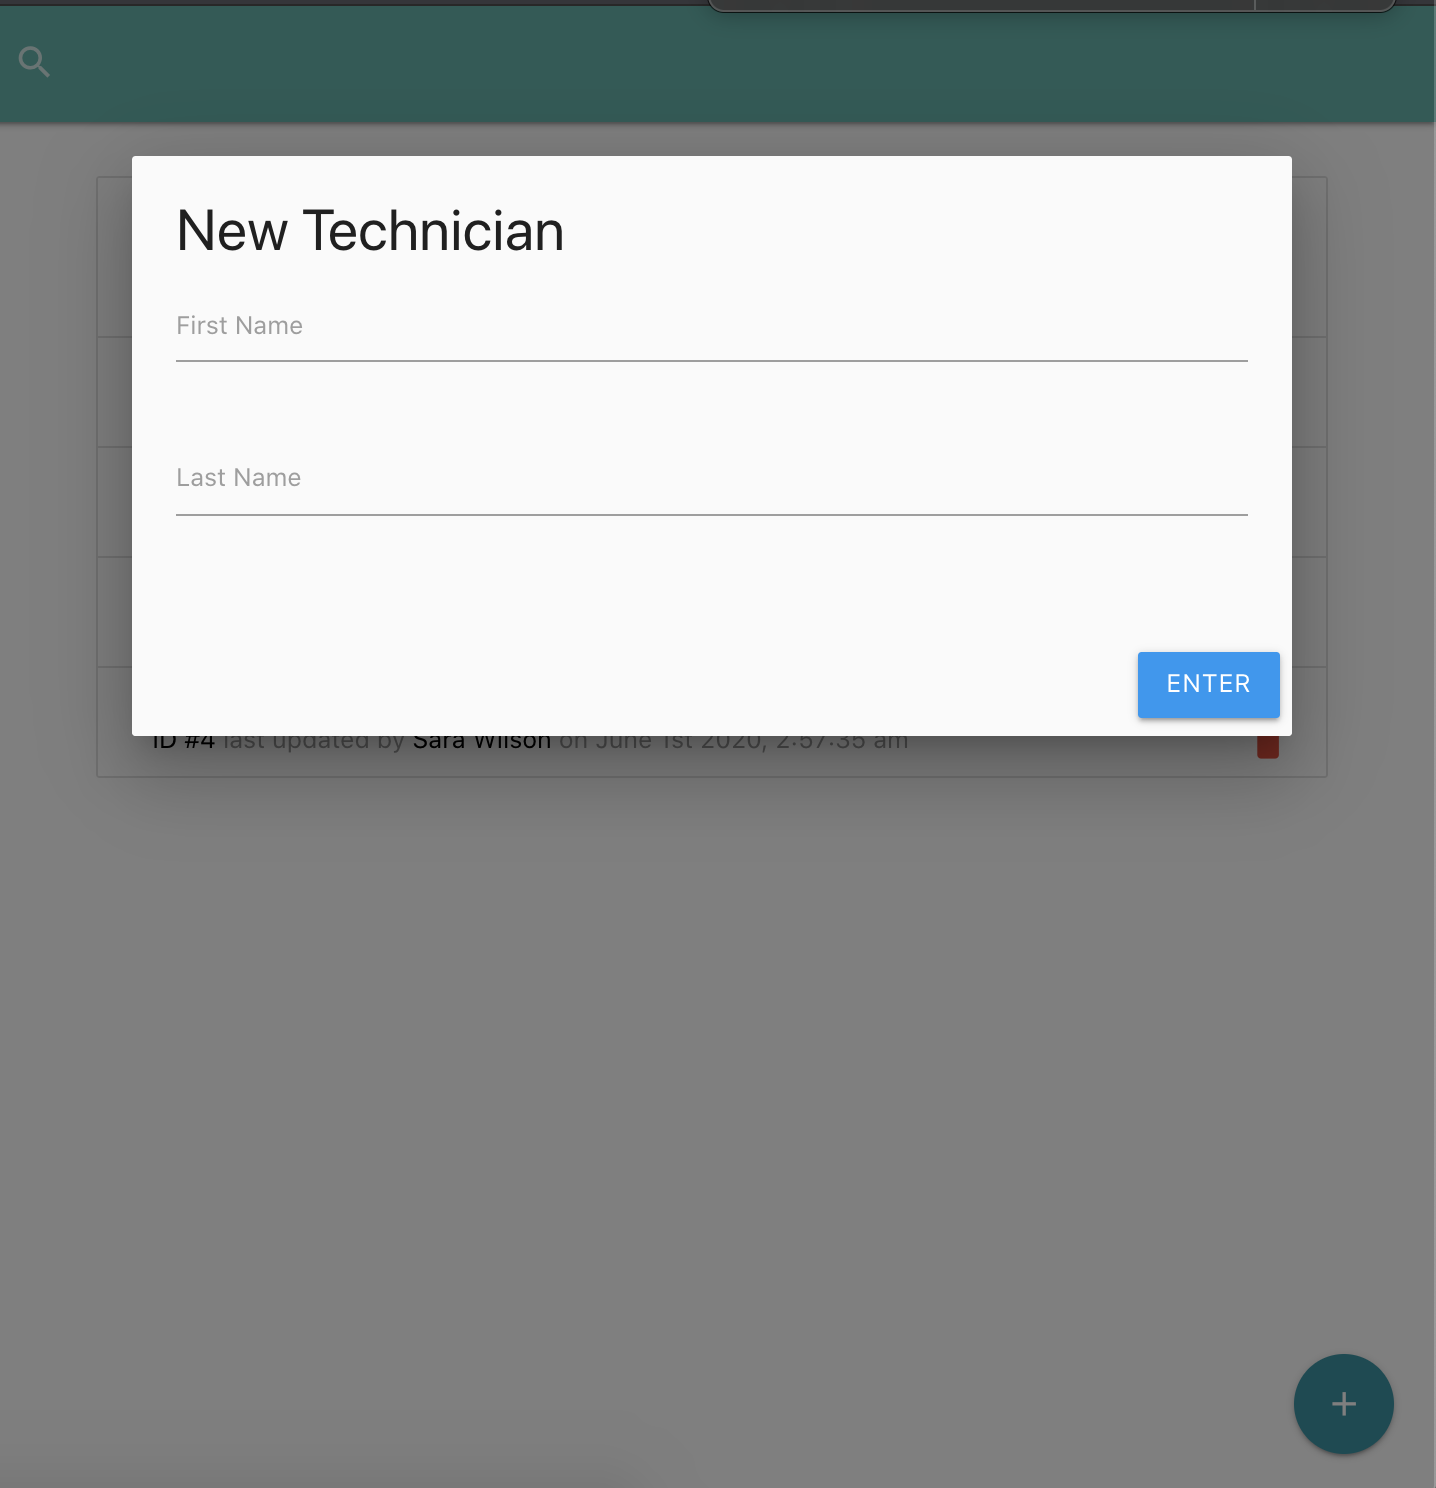 New Technician
First Name
Last Name
ENTER
ID #4 last updated by Sara Wilson on June 1st 2020, 2:57:35 am